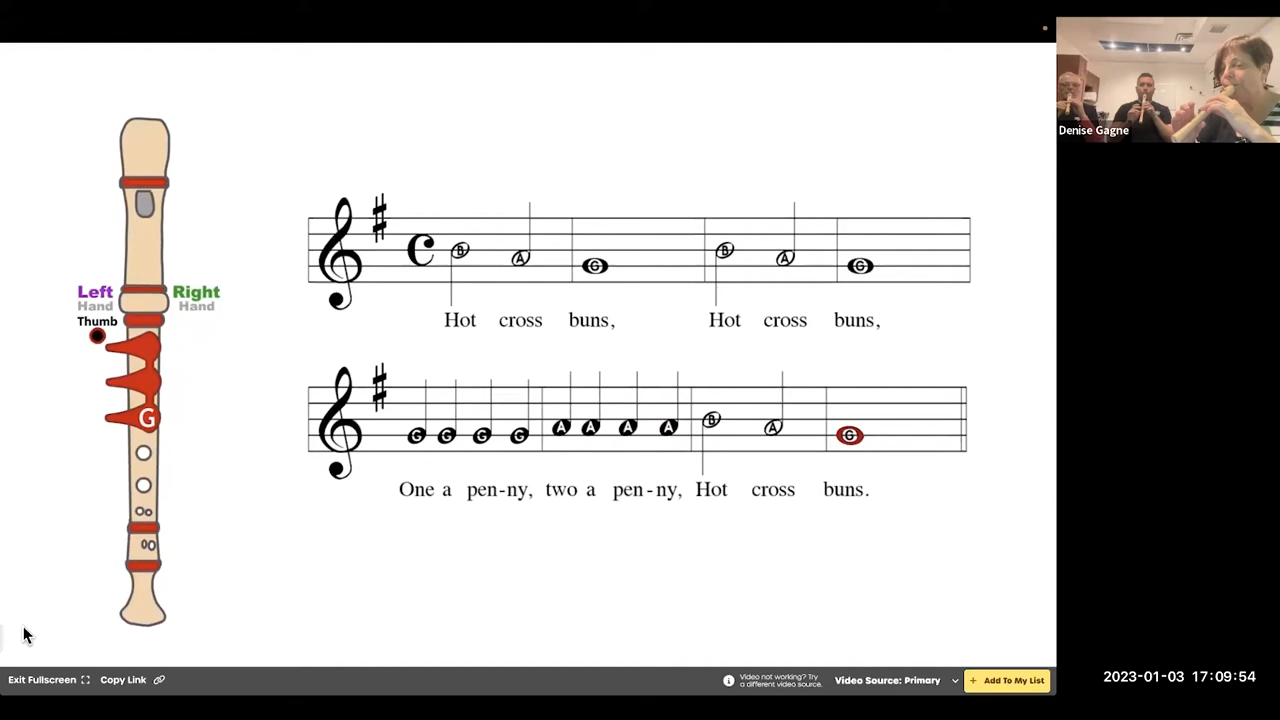 Denise Gagne
Left Right
Hand Hand
Thumb
G
C B A G B A G
Hot cross buns, Hot cross buns,
G G G G A A A A B A G
One a pen-ny, two a pen-ny, Hot cross buns.
Exit Fullscreen Copy Link
Video not working? Try
a different video source.
Video Source: Primary
+ Add To My List
2023-01-03 17:09:54